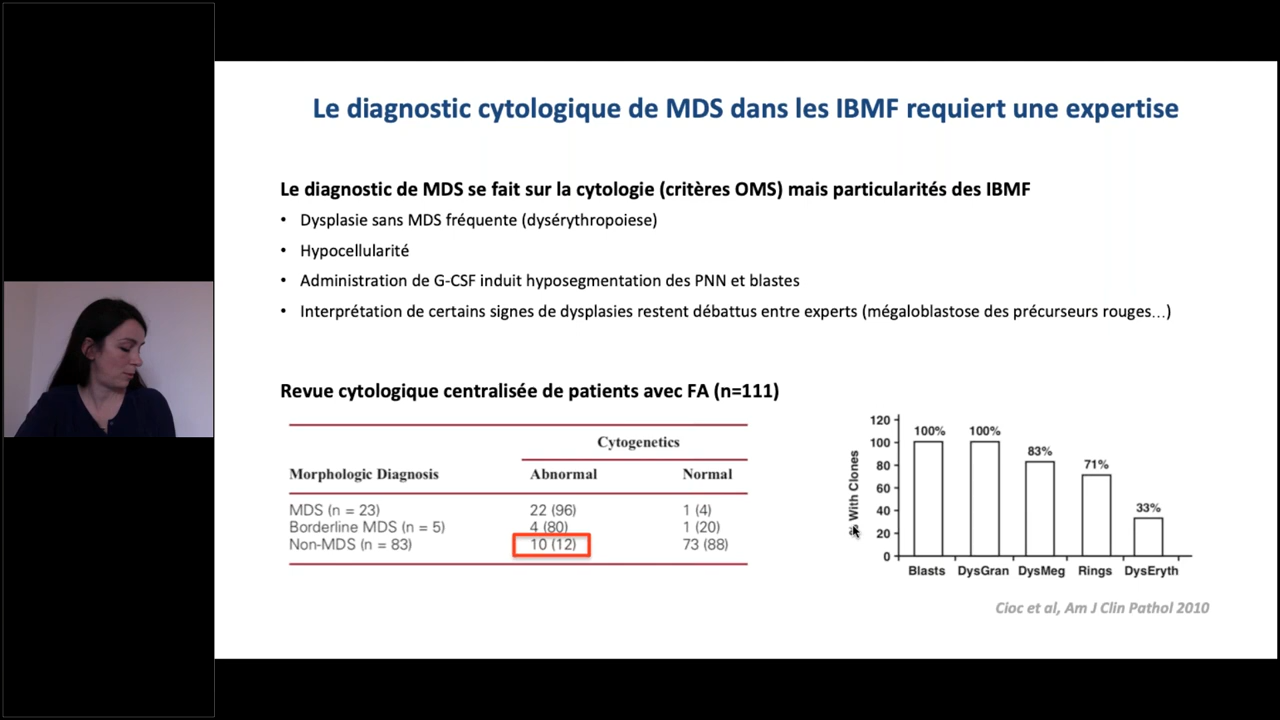 Le diagnostic cytologique de MDS dans les IBMF requiert une expertise
Le diagnostic de MDS se fait sur la cytologie (critères OMS) mais particularités des IBMF
• Dysplasie sans MDS fréquente (dysérythropoiese)
• Hypocellularité
• Administration de G-CSF induit hyposegmentation des PNN et blastes
• Interprétation de certains signes de dysplasies restent débattus entre experts (mégaloblastose des précurseurs rouges…)
Revue cytologique centralisée de patients avec FA (n=111)
Cytogenetics
Morphologic Diagnosis Abnormal Normal
MDS (n = 23) 22 (96) 1 (4)
Borderline MDS (n = 5) 4 (80) 1 (20)
Non-MDS (n = 83) 10 (12) 73 (88)
% With Clones
120
100
80
60
40
20
0
100% 100% 83% 71% 33%
Blasts DysGran DysMeg Rings DysEryth
Cioc et al, Am J Clin Pathol 2010